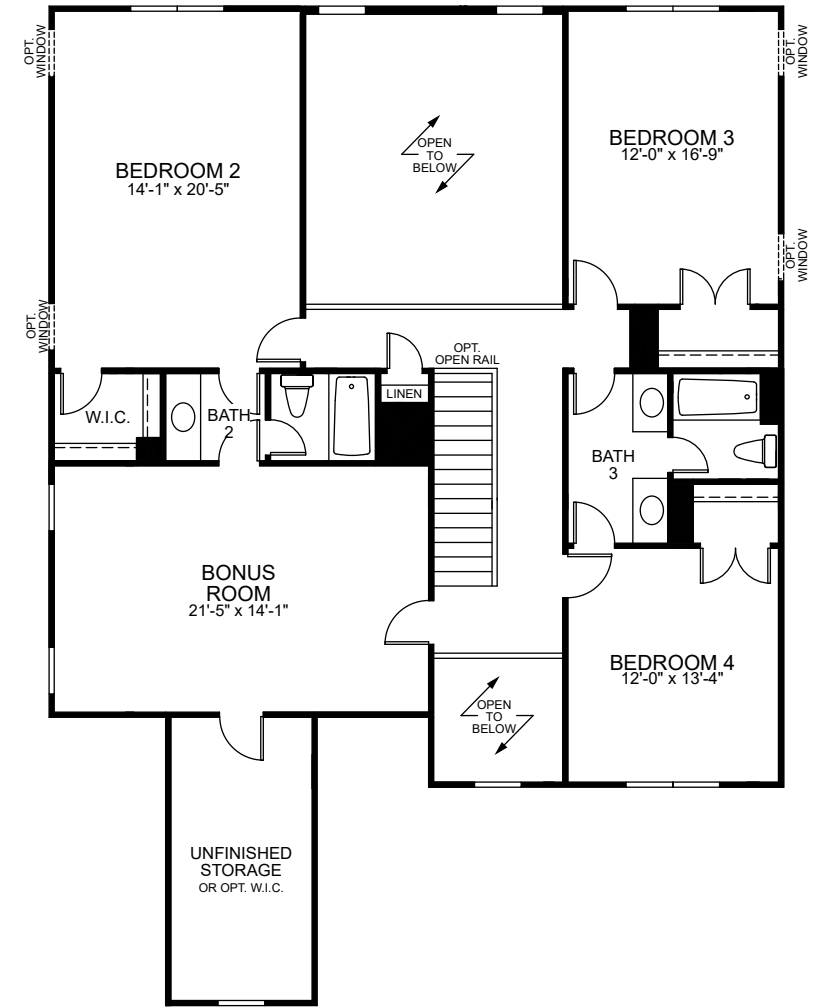 OPT.
WINDOW
OPT.
WINDOW
OPEN
TO
BELOW
BEDROOM 3
12'-0" x 16'-9"
BEDROOM 2
14'-1" x 20'-5"
OPT.
WINDOW
OPT.
WINDOW
OPT.
OPEN RAIL
LINEN
W.I.C.
BATH
2
BATH
3
BONUS
ROOM
21'-5" x 14'-1"
BEDROOM 4
12'-0" x 13'-4"
OPEN
TO
BELOW
UNFINISHED
STORAGE
OR OPT. W.I.C.